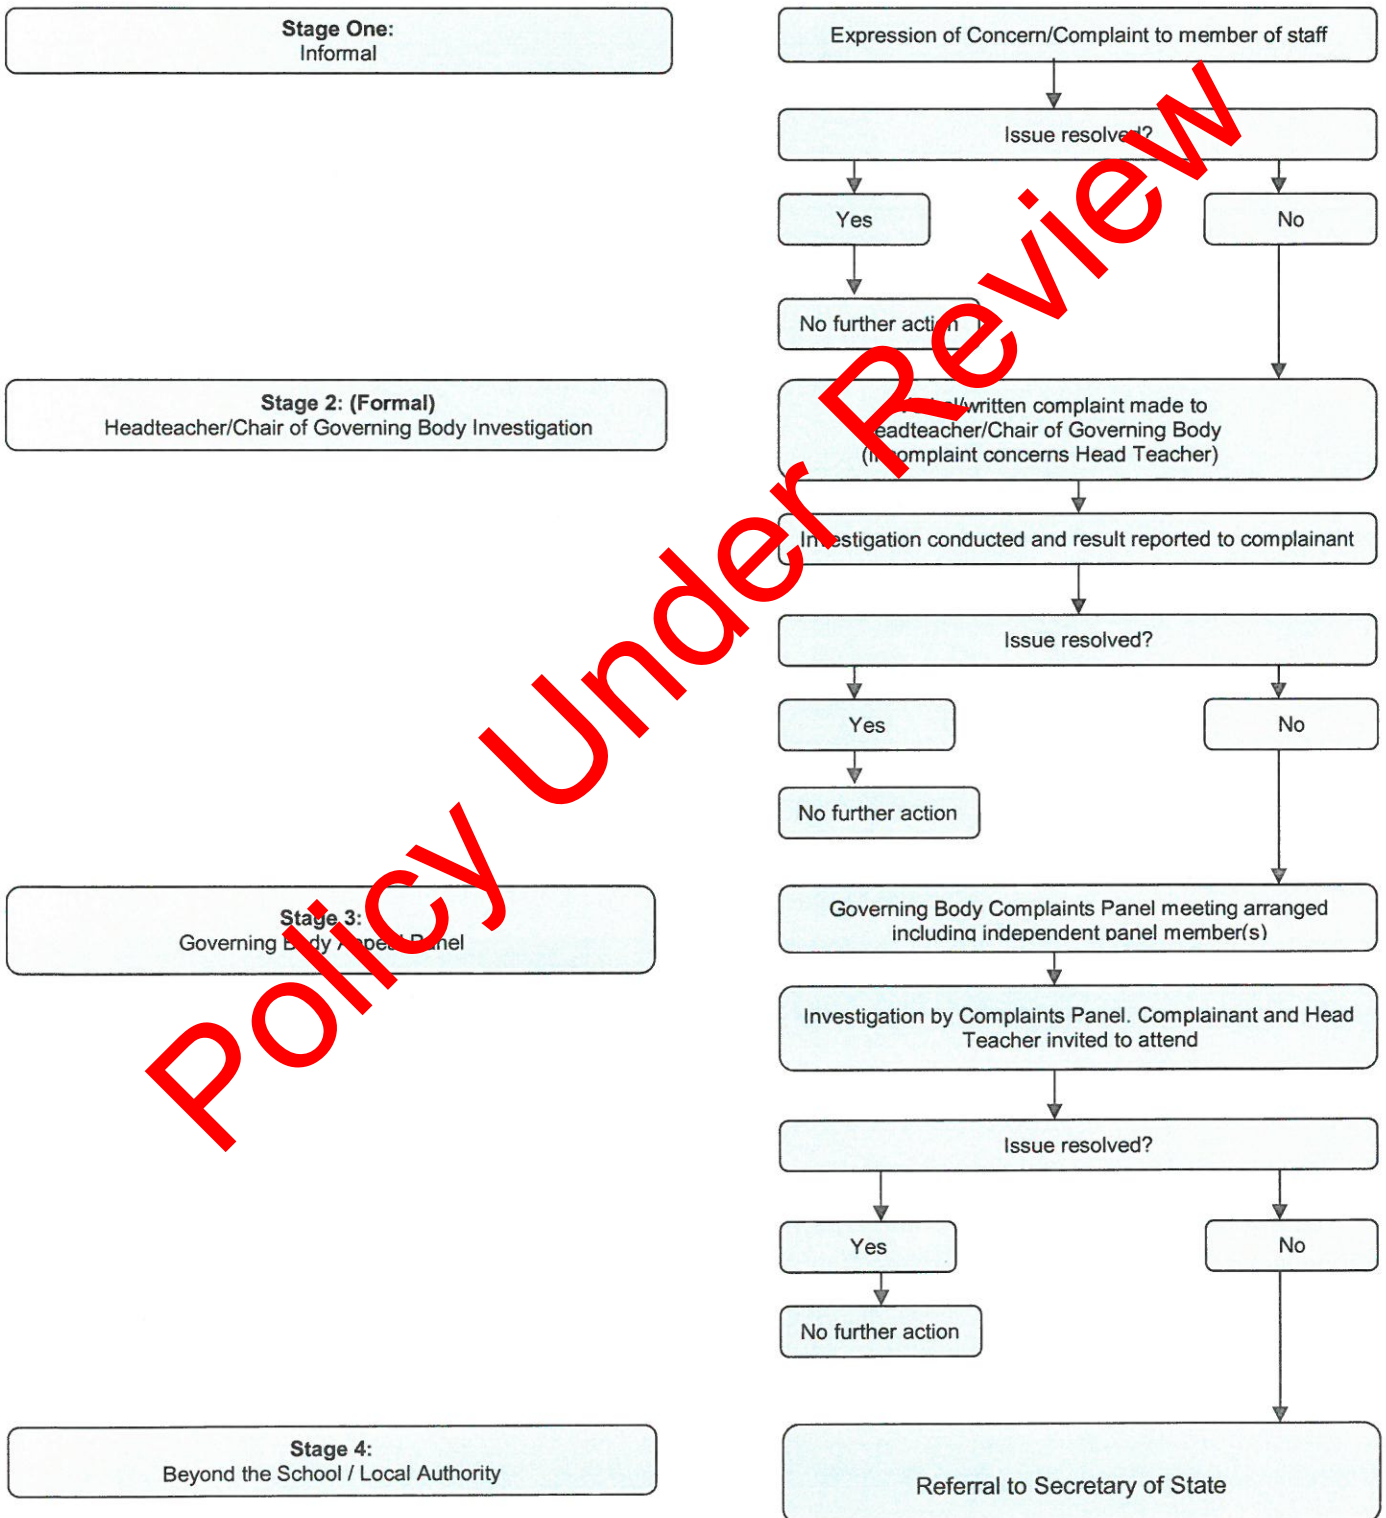 Stage One:
Informal
Expression of Concern/Complaint to member of staff
Issue resolved?
Yes
No
No further action
Stage 2: (Formal)
Headteacher/Chair of Governing Body Investigation
complaint made to
Headteacher/Chair of Governing Body
complaint concerns Head Teacher)
Investigation conducted and result reported to complainant
Issue resolved?
Yes
No
No further action
Stage 3:
Governing Body Appeal Panel
Governing Body Complaints Panel meeting arranged
including independent panel member(s)
Investigation by Complaints Panel. Complainant and Head
Teacher invited to attend
Issue resolved?
Yes
No
No further action
Stage 4:
Beyond the School / Local Authority
Referral to Secretary of State
Policy Under Review